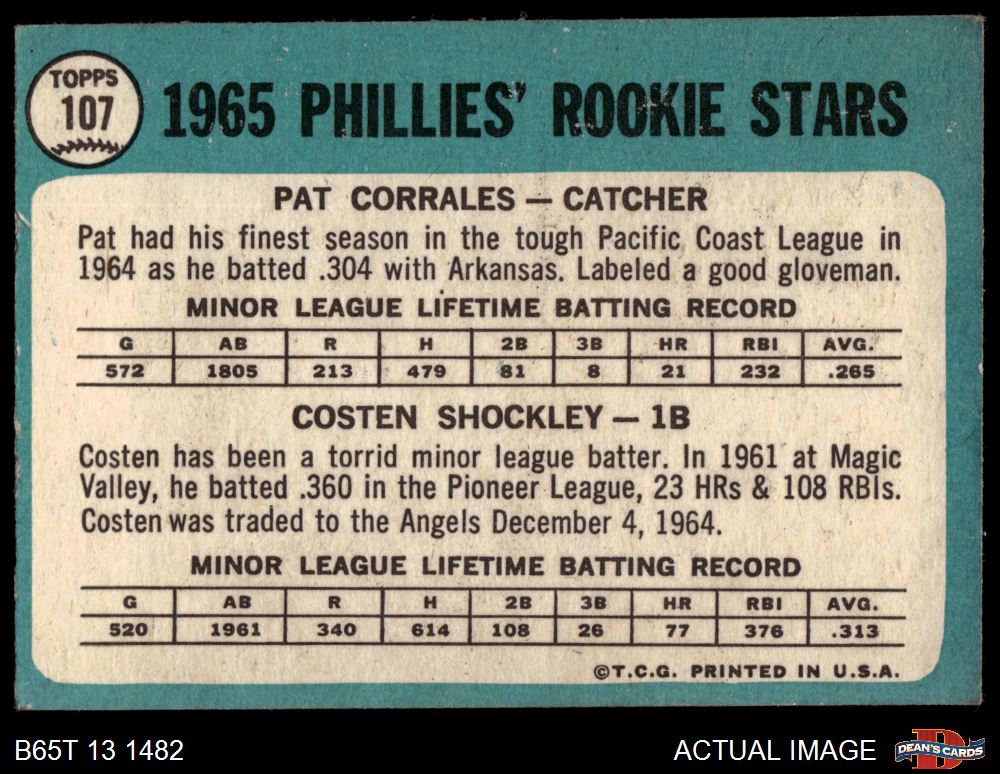 TOPPS
107
1965 PHILLIES' ROOKIE STARS
PAT CORRALES — CATCHER
Pat had his finest season in the tough Pacific Coast League in
1964 as he batted .304 with Arkansas. Labeled a good gloveman.
MINOR LEAGUE LIFETIME BATTING RECORD
G AB R H 2B 3B HR RBI AVG.
572 1805 213 479 81 8 21 232 .265
COSTEN SHOCKLEY — 1B
Costen has been a torrid minor league batter. In 1961 at Magic
Valley, he batted .360 in the Pioneer League, 23 HRs & 108 RBIs.
Costen was traded to the Angels December 4, 1964.
MINOR LEAGUE LIFETIME BATTING RECORD
G AB R H 2B 3B HR RBI AVG.
520 1961 340 614 108 26 77 376 .313
©T.C.G. PRINTED IN U.S.A.
B65T 13 1482
ACTUAL IMAGE
D
DEAN'S CARDS